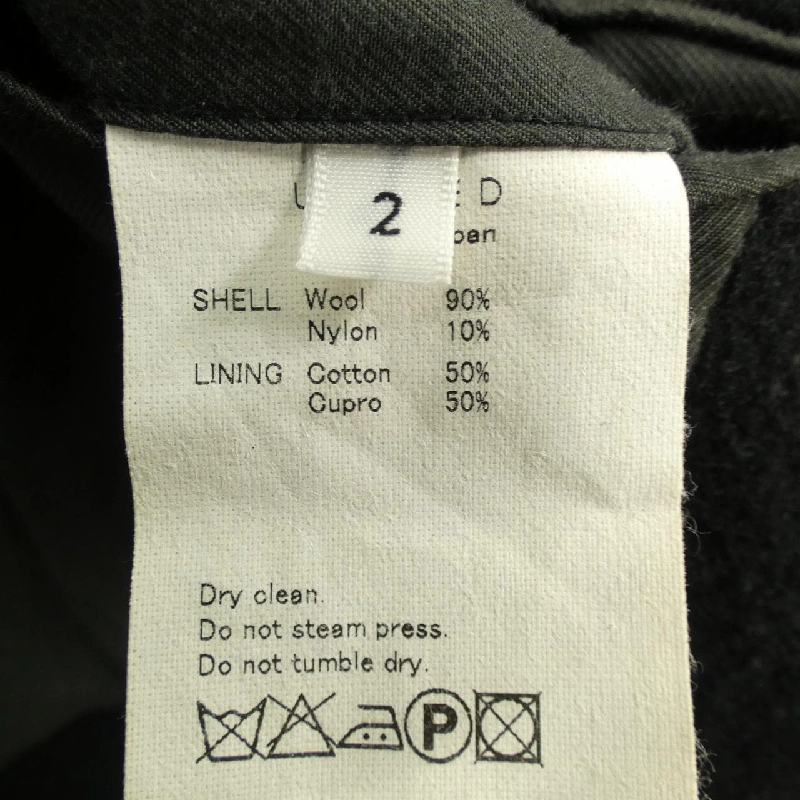 2
SHELL Wool 90%
Nylon 10%
LINING Cotton 50%
Cupro 50%
Dry clean.
Do not steam press.
Do not tumble dry.
P